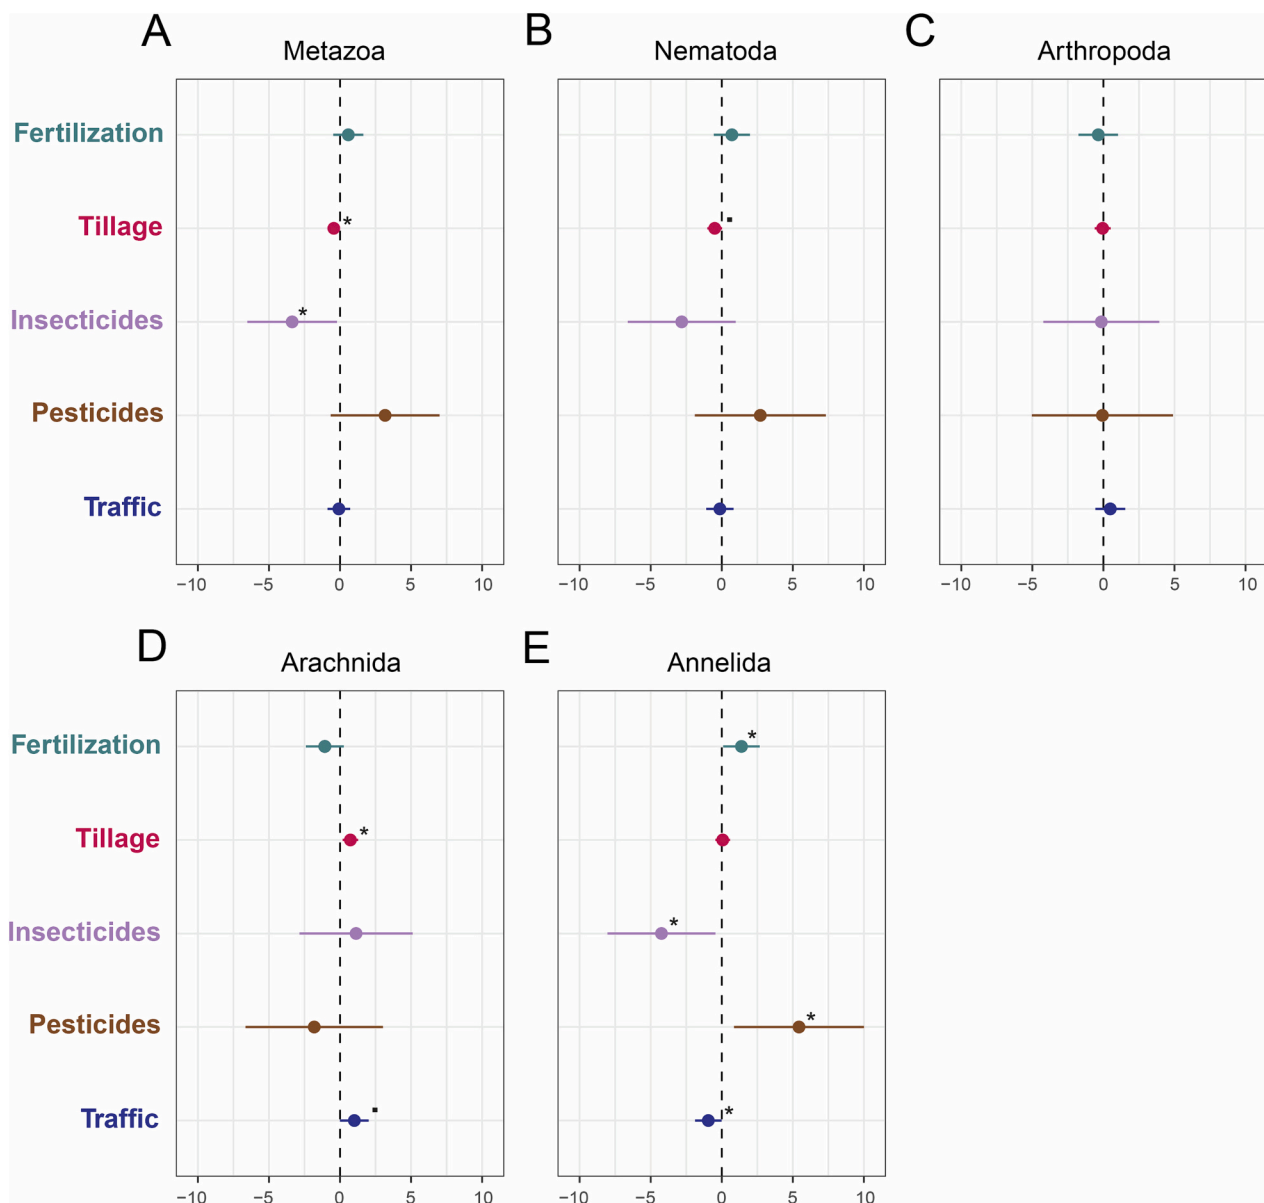 A B C
Metazoa Nematoda Arthropoda
Fertilization
Tillage * ▪
Insecticides *
Pesticides
Traffic
−10 −5 0 5 10 −10 −5 0 5 10 −10 −5 0 5 10
D E
Arachnida Annelida
Fertilization *
Tillage *
Insecticides *
Pesticides *
Traffic ▪ *
−10 −5 0 5 10 −10 −5 0 5 10